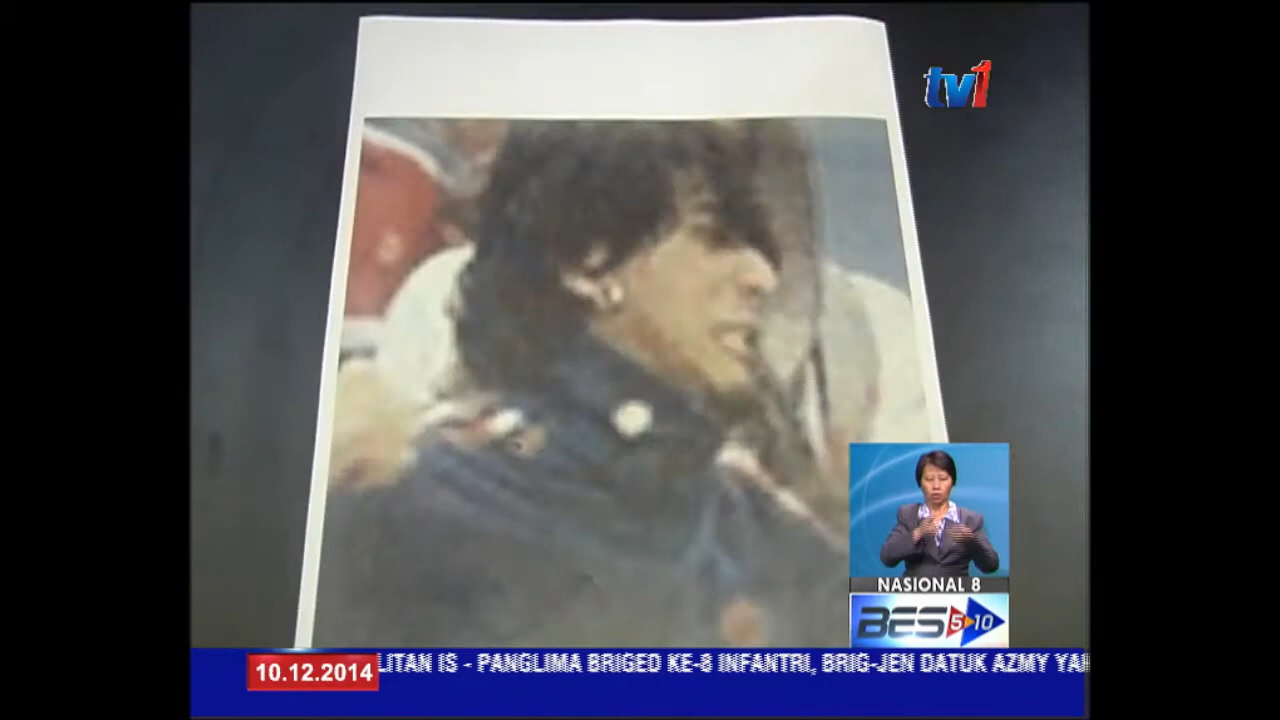 tv1
NASIONAL 8
BES 5 10
10.12.2014
LITAN IS - PANGLIMA BRIGED KE-8 INFANTRI, BRIG-JEN DATUK AZMY